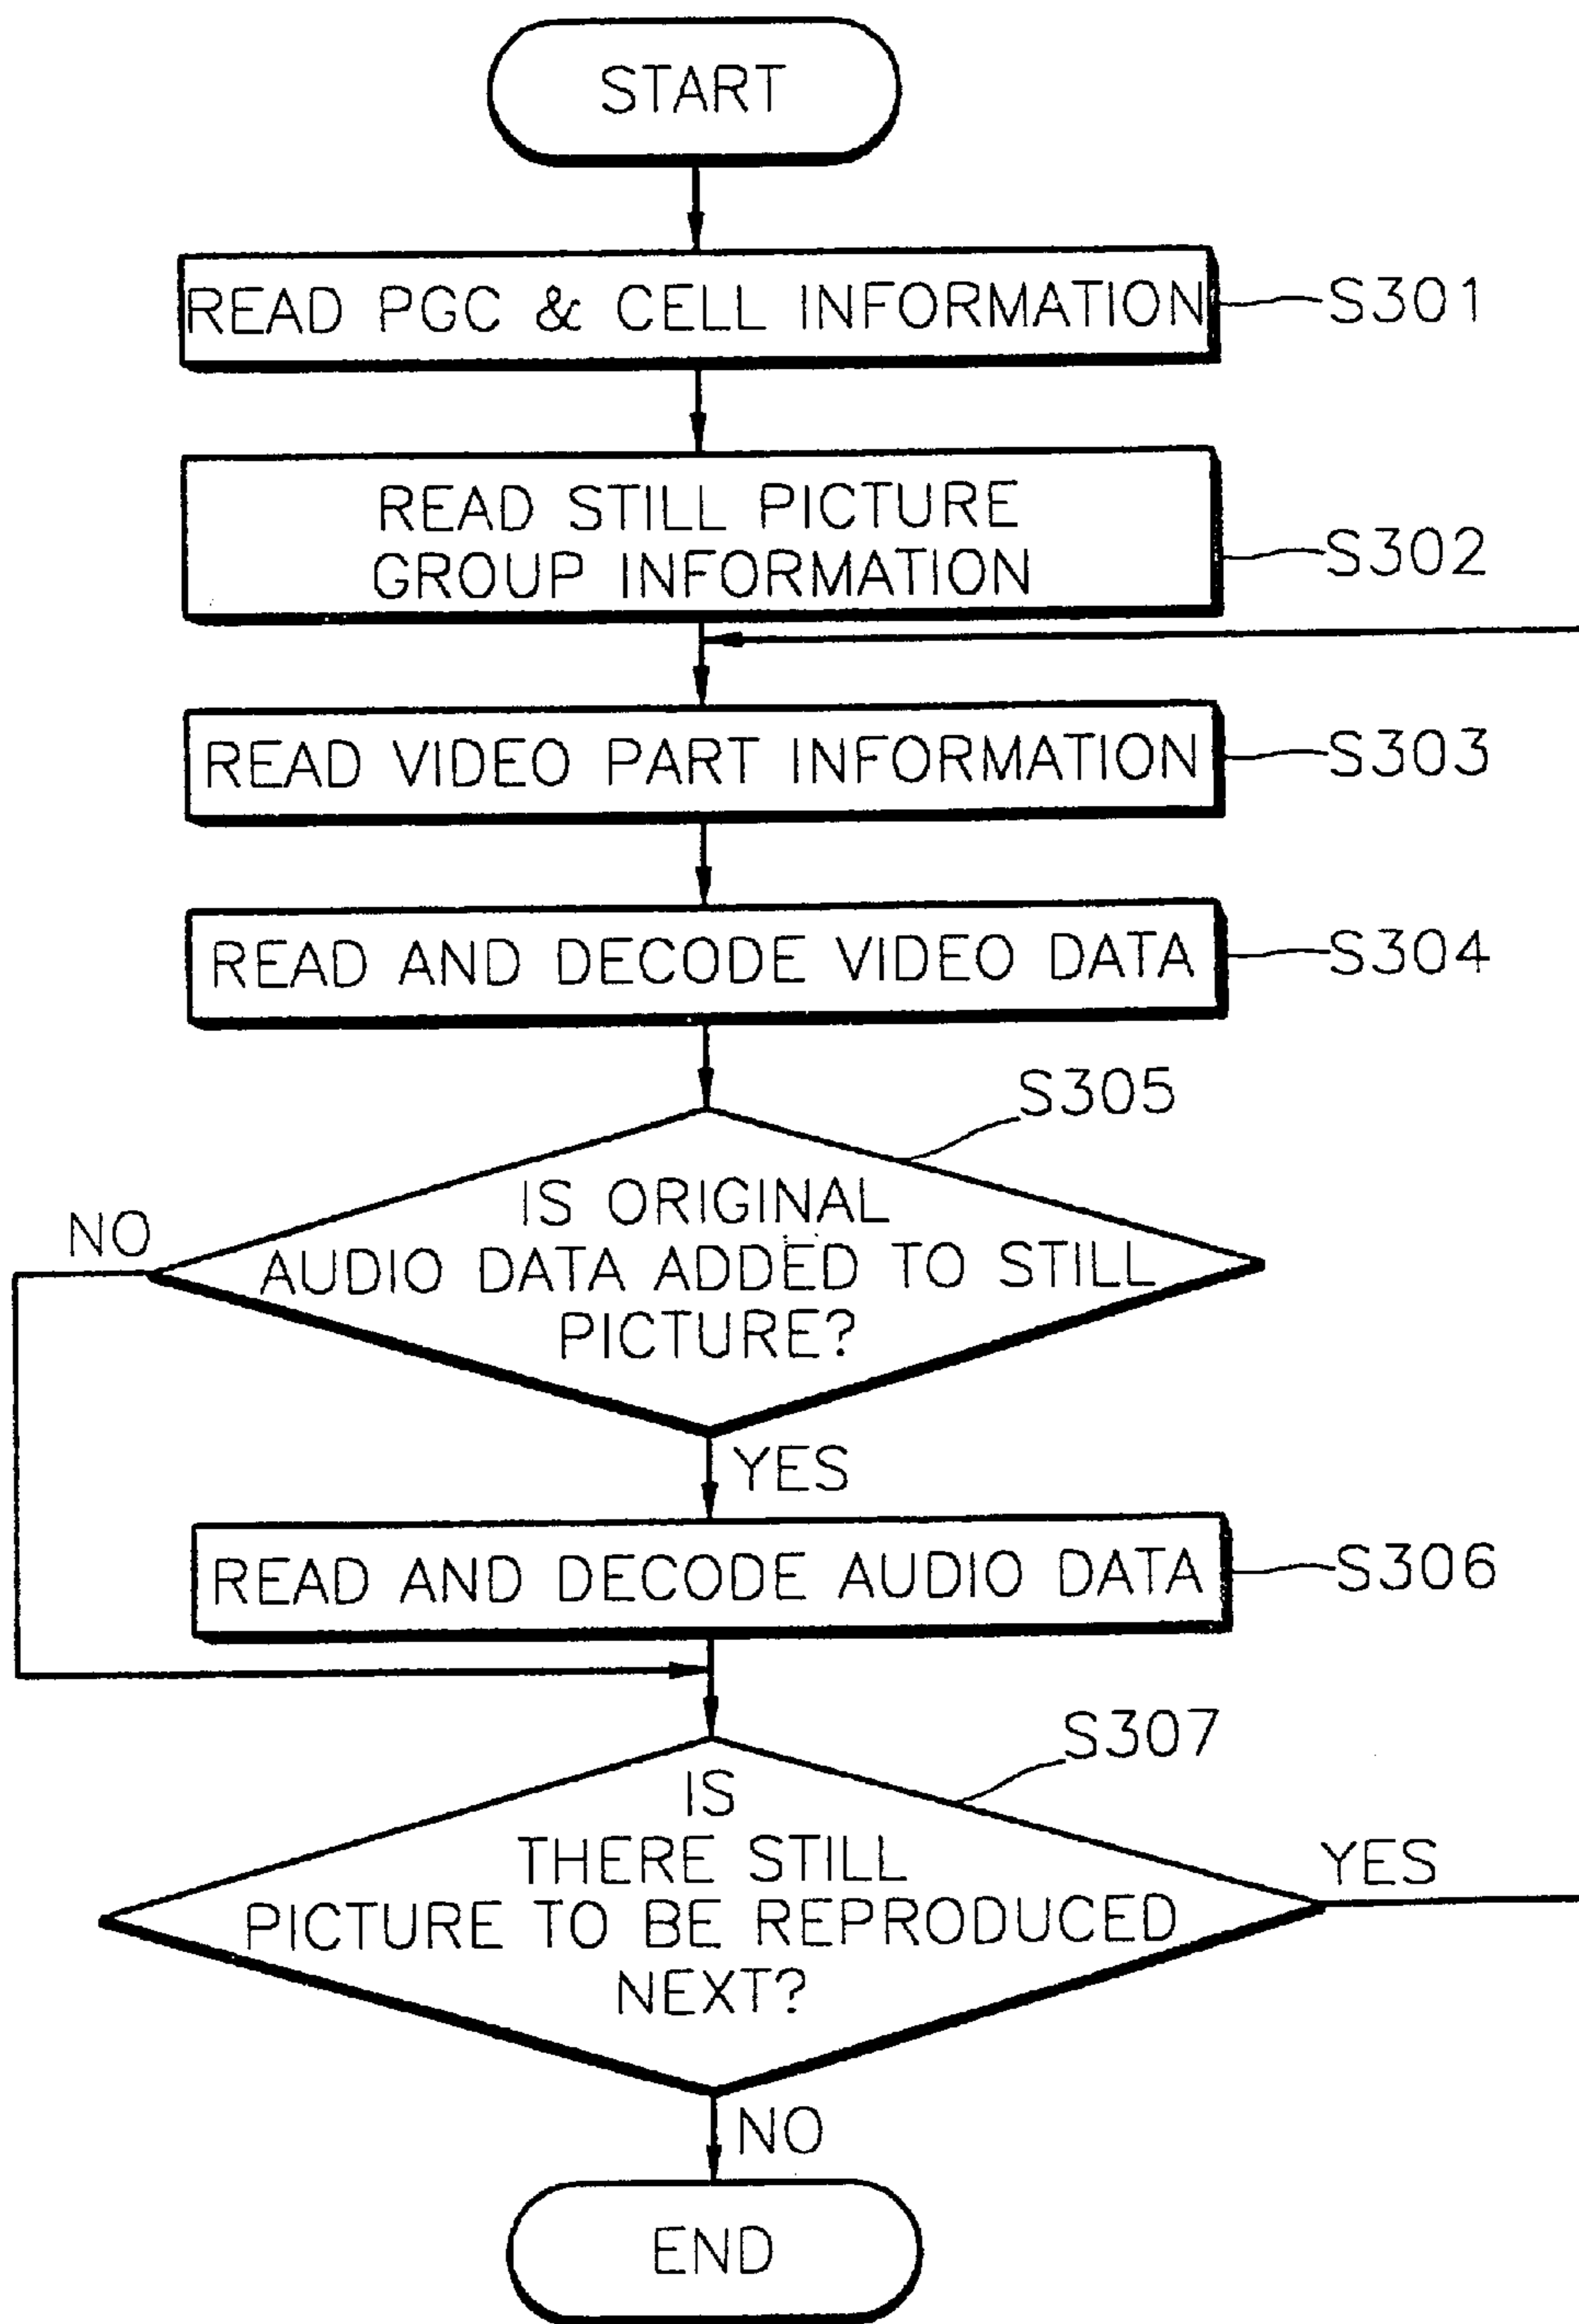 START
READ PGC & CELL INFORMATION
S301
READ STILL PICTURE
GROUP INFORMATION
S302
READ VIDEO PART INFORMATION
S303
READ AND DECODE VIDEO DATA
S304
S305
IS ORIGINAL
AUDIO DATA ADDED TO STILL
PICTURE?
NO
YES
READ AND DECODE AUDIO DATA
S306
S307
IS
THERE STILL
PICTURE TO BE REPRODUCED
NEXT?
YES
NO
END